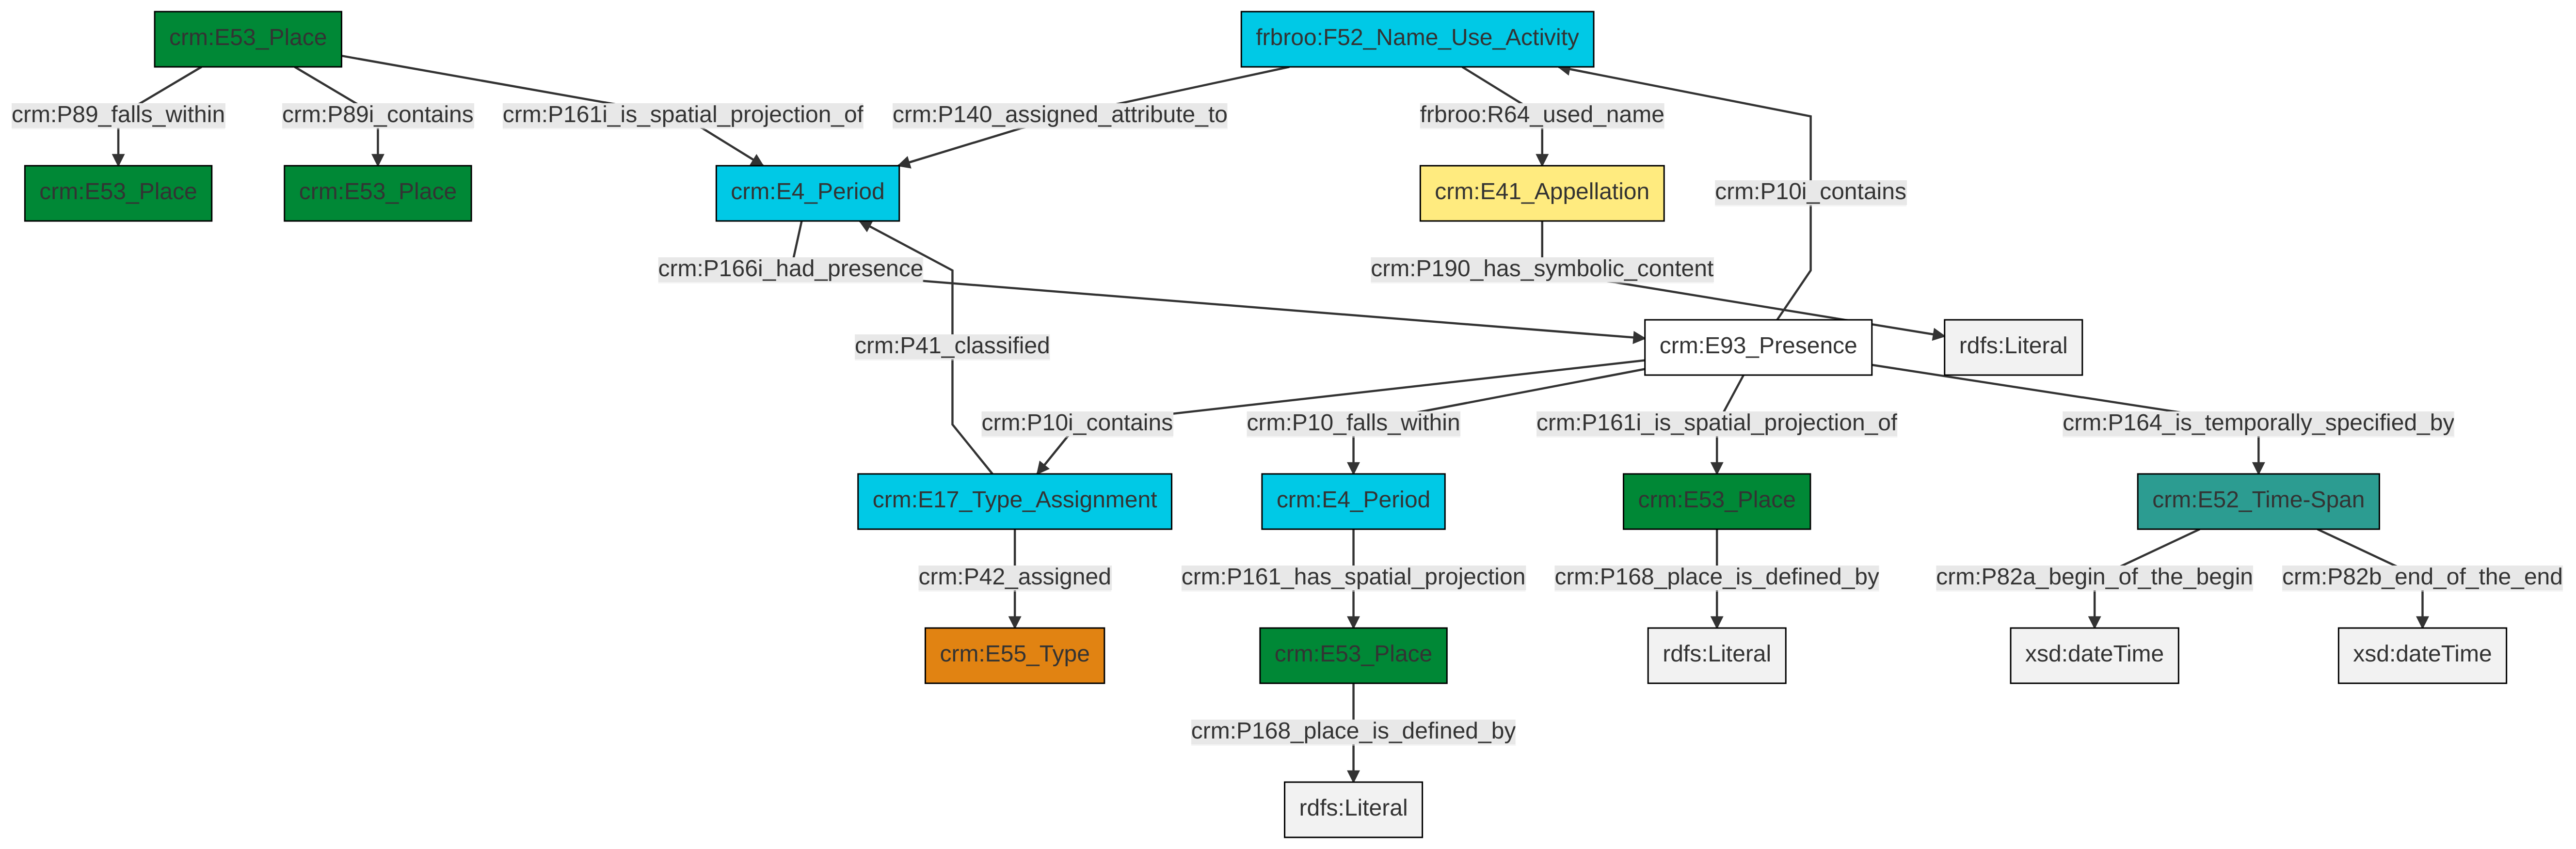 crm:E53_Place
frbroo:F52_Name_Use_Activity
crm:P89_falls_within
crm:P89i_contains
crm:P161i_is_spatial_projection_of
crm:P140_assigned_attribute_to
frbroo:R64_used_name
crm:E53_Place
crm:E53_Place
crm:E4_Period
crm:E41_Appellation
crm:P10i_contains
crm:P166i_had_presence
crm:P190_has_symbolic_content
crm:P41_classified
crm:E93_Presence
rdfs:Literal
crm:P10i_contains
crm:P10_falls_within
crm:P161i_is_spatial_projection_of
crm:P164_is_temporally_specified_by
crm:E17_Type_Assignment
crm:E4_Period
crm:E53_Place
crm:E52_Time-Span
crm:P42_assigned
crm:P161_has_spatial_projection
crm:P168_place_is_defined_by
crm:P82a_begin_of_the_begin
crm:P82b_end_of_the_end
crm:E55_Type
crm:E53_Place
rdfs:Literal
xsd:dateTime
xsd:dateTime
crm:P168_place_is_defined_by
rdfs:Literal